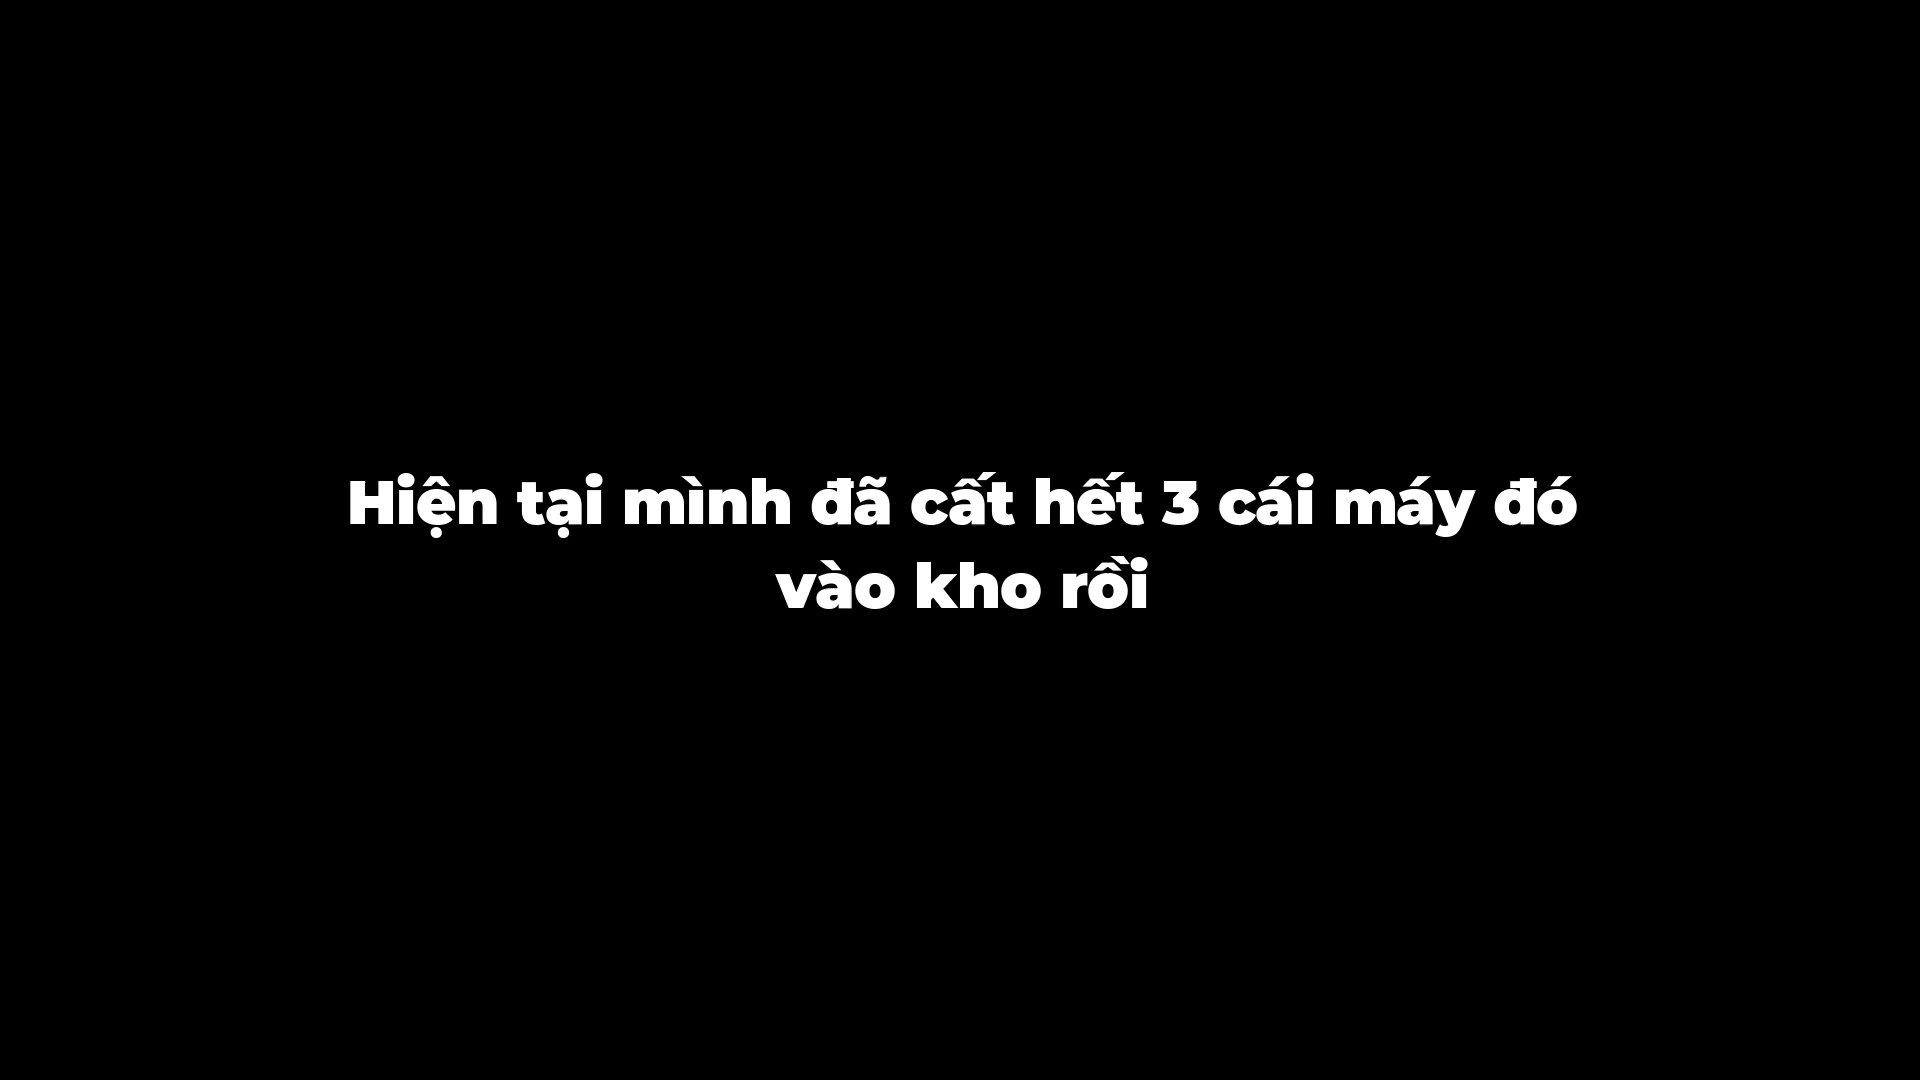 Hiện tại mình đã cất hết 3 cái máy đó
vào kho rồi